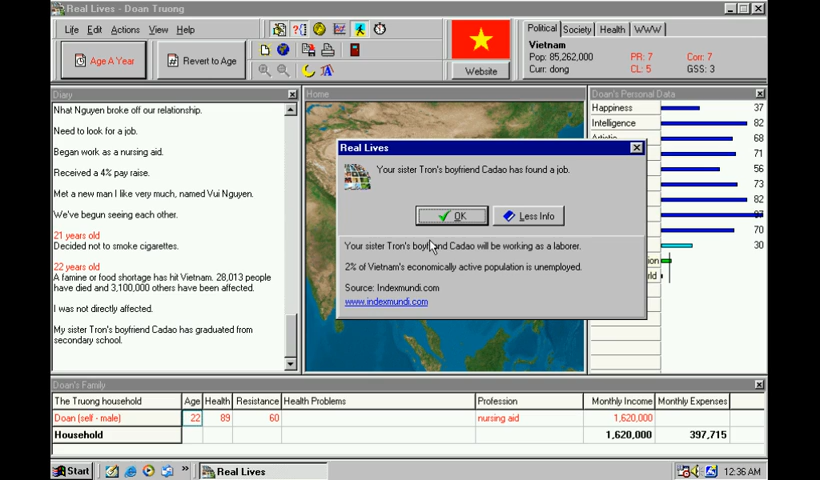 Real Lives - Doan Truong
Life Edit Actions View Help
Age A Year
Revert to Age
Website
Political Society Health WWW
Vietnam
Pop: 85,262,000 PR: 7 Corr: 7
Curr: dong CL: 5 GSS: 3
Diary
Nhat Nguyen broke off our relationship.
Need to look for a job.
Began work as a nursing aid.
Received a 4% pay raise.
Met a new man I like very much, named Vui Nguyen.
We've begun seeing each other.
21 years old
Decided not to smoke cigarettes.
22 years old
A famine or food shortage has hit Vietnam. 28,013 people
have died and 3,100,000 others have been affected.
I was not directly affected.
My sister Tron's boyfriend Cadao has graduated from
secondary school.
Home
Real Lives
Your sister Tron's boyfriend Cadao has found a job.
OK
Less Info
Your sister Tron's boyfriend Cadao will be working as a laborer.
2% of Vietnam's economically active population is unemployed.
Source: Indexmundi.com
www.indexmundi.com
Doan's Personal Data
Happiness 37
Intelligence 82
Artistic 68
71
56
73
82
87
70
30
Doan's Family
The Truong household Age Health Resistance Health Problems Profession Monthly Income Monthly Expenses
Doan (self - male) 22 89 60 nursing aid 1,620,000
Household 1,620,000 397,715
Start
Real Lives
12:36 AM